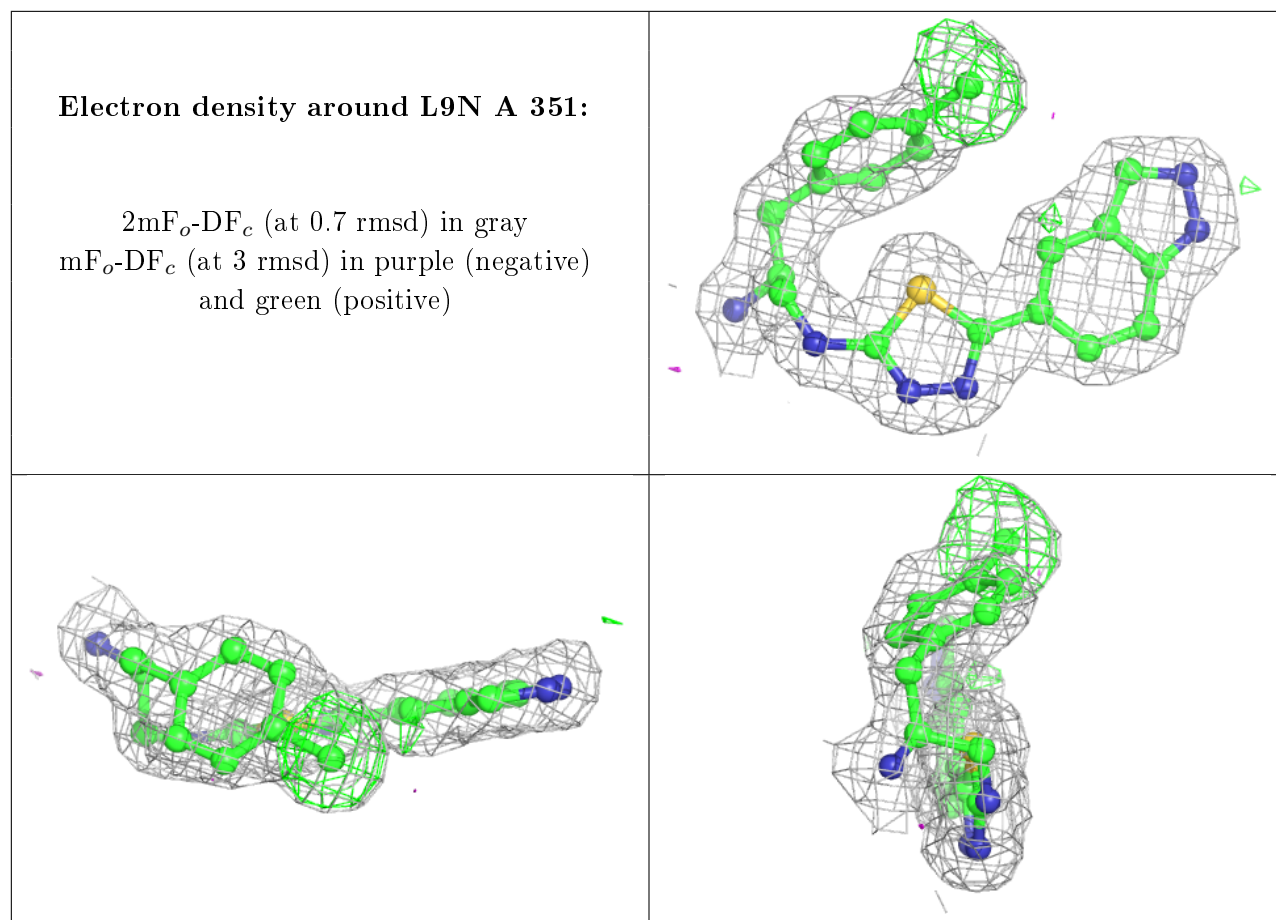 Electron density around L9N A 351:
2mFo-DFc (at 0.7 rmsd) in gray
mFo-DFc (at 3 rmsd) in purple (negative)
and green (positive)